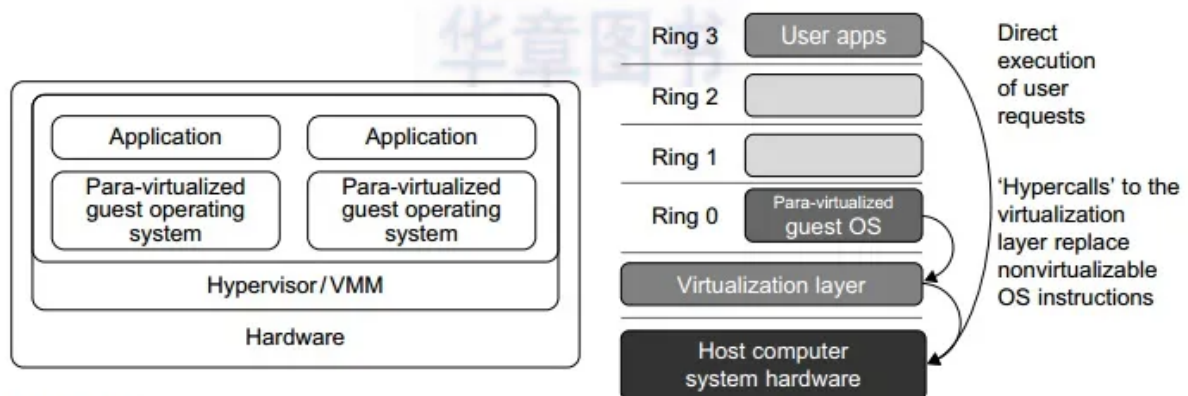 华章图书
Application
Application
Para-virtualized
guest operating
system
Para-virtualized
guest operating
system
Hypervisor/VMM
Hardware
Ring 3
User apps
Ring 2
Ring 1
Ring 0
Para-virtualized
guest OS
Virtualization layer
Host computer
system hardware
Direct
execution
of user
requests
‘Hypercalls’ to the
virtualization
layer replace
nonvirtualizable
OS instructions